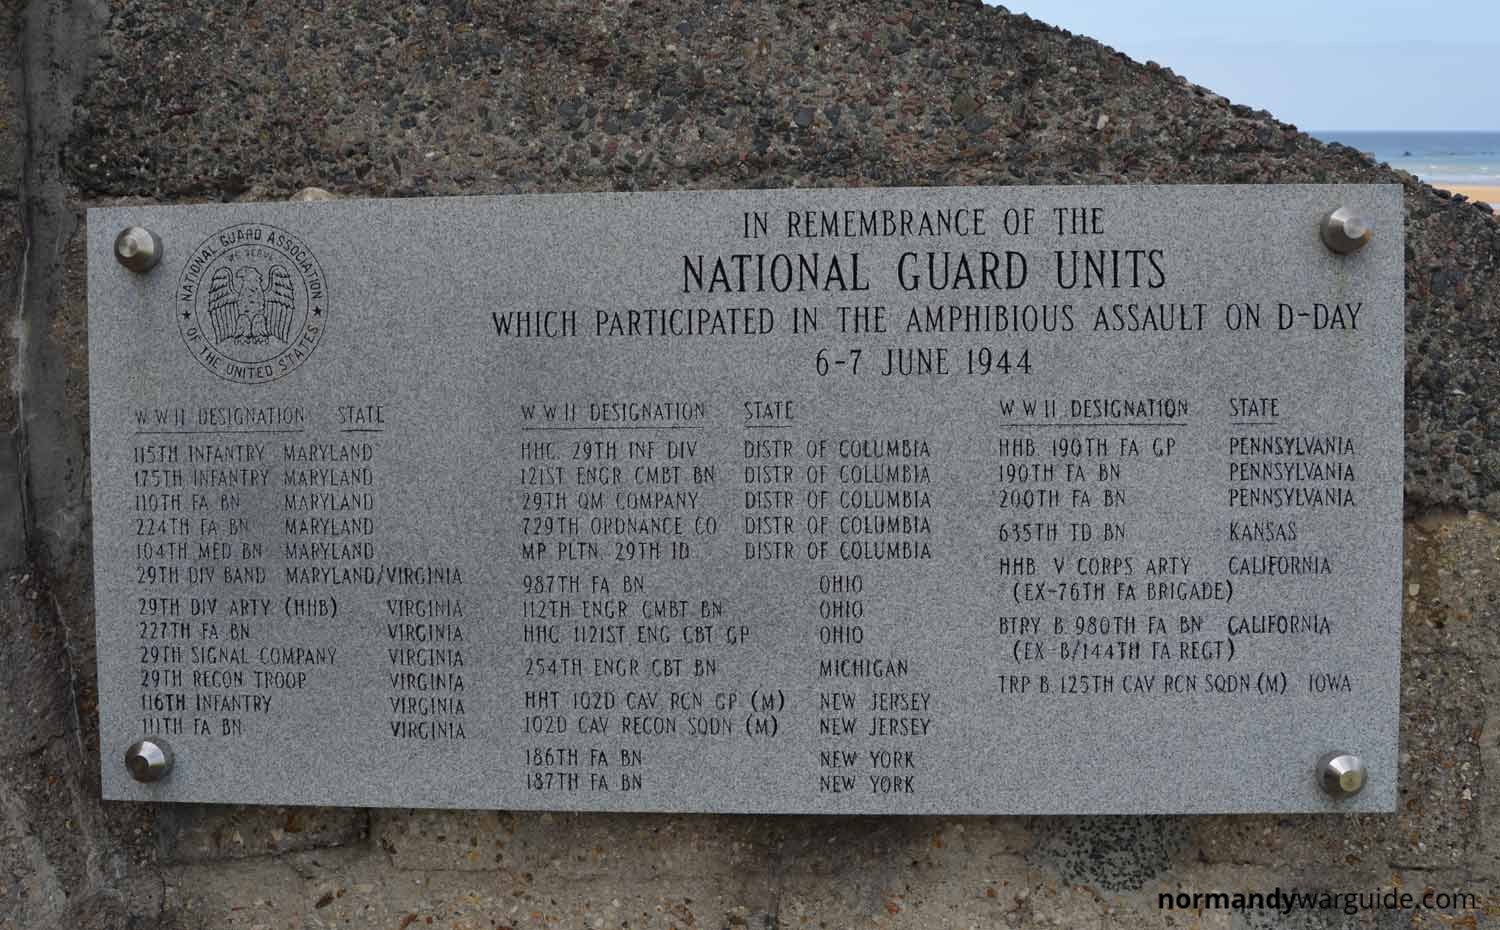 NATIONAL GUARD ASSOCIATION
WE SERVE
OF THE UNITED STATES
IN REMEMBRANCE OF THE
NATIONAL GUARD UNITS
WHICH PARTICIPATED IN THE AMPHIBIOUS ASSAULT ON D-DAY
6-7 JUNE 1944
WWII DESIGNATION STATE
115TH INFANTRY MARYLAND
175TH INFANTRY MARYLAND
110TH FA BN MARYLAND
224TH FA BN MARYLAND
104TH MED BN MARYLAND
29TH DIV BAND MARYLAND/VIRGINIA
29TH DIV ARTY (HHB) VIRGINIA
227TH FA BN VIRGINIA
29TH SIGNAL COMPANY VIRGINIA
29TH RECON TROOP VIRGINIA
116TH INFANTRY VIRGINIA
111TH FA BN VIRGINIA
WWII DESIGNATION STATE
HHC. 29TH INF DIV DISTR OF COLUMBIA
121ST ENGR CMBT BN DISTR OF COLUMBIA
29TH QM COMPANY DISTR OF COLUMBIA
729TH ORDNANCE CO DISTR OF COLUMBIA
MP PLTN. 29TH ID DISTR OF COLUMBIA
987TH FA BN OHIO
112TH ENGR CMBT BN OHIO
HHC 1121ST ENG CBT GP OHIO
254TH ENGR CBT BN MICHIGAN
HHT 102D CAV RCN GP (M) NEW JERSEY
102D CAV RECON SQDN (M) NEW JERSEY
186TH FA BN NEW YORK
187TH FA BN NEW YORK
WWII DESIGNATION STATE
HHB 190TH FA GP PENNSYLVANIA
190TH FA BN PENNSYLVANIA
200TH FA BN PENNSYLVANIA
635TH TD BN KANSAS
HHB V CORPS ARTY CALIFORNIA
(EX-76TH FA BRIGADE)
BTRY B 980TH FA BN CALIFORNIA
(EX-B/144TH FA REGT)
TRP B 125TH CAV RCN SQDN (M) IOWA
normandywarguide.com